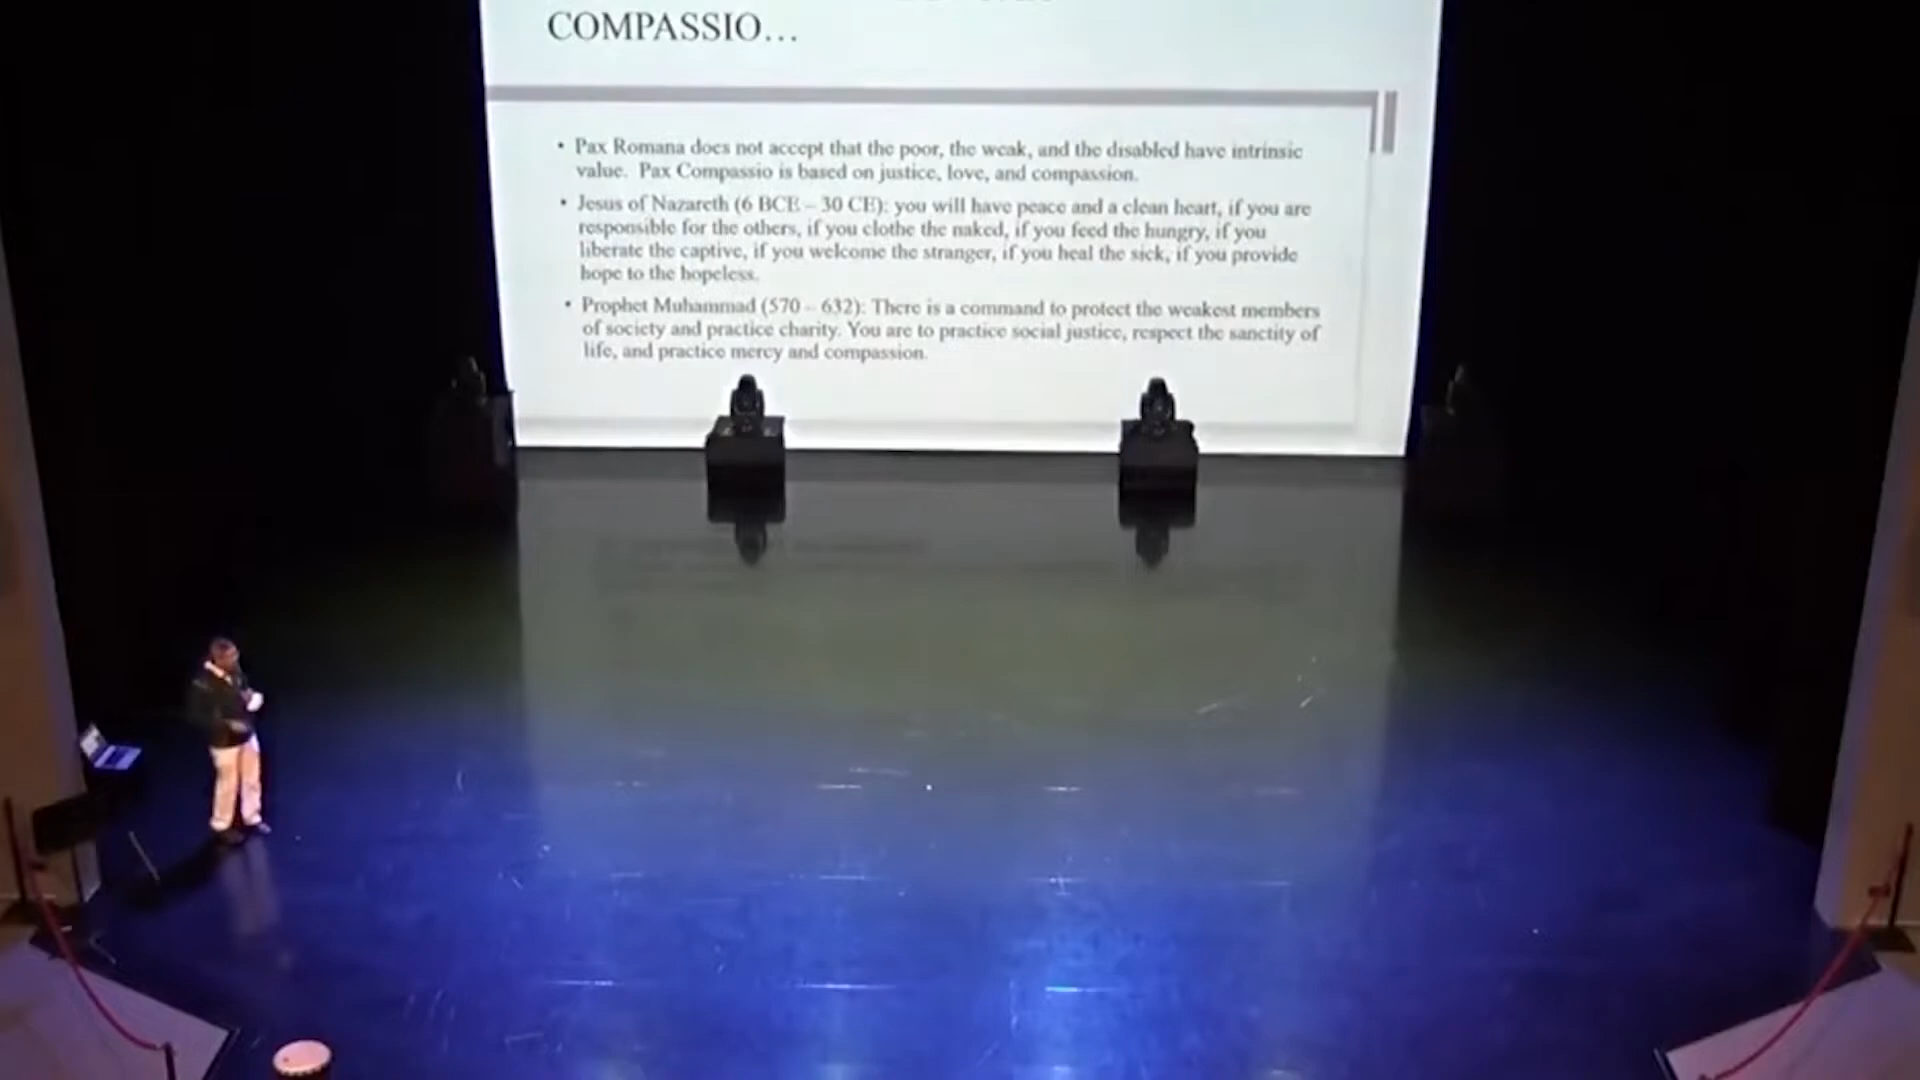 COMPASSIO…
• Pax Romana does not accept that the poor, the weak, and the disabled have intrinsic
value. Pax Compassio is based on justice, love, and compassion.
• Jesus of Nazareth (6 BCE – 30 CE): you will have peace and a clean heart, if you are
responsible for the others, if you clothe the naked, if you feed the hungry, if you
liberate the captive, if you welcome the stranger, if you heal the sick, if you provide
hope to the hopeless.
• Prophet Muhammad (570 – 632): There is a command to protect the weakest members
of society and practice charity. You are to practice social justice, respect the sanctity of
life, and practice mercy and compassion.